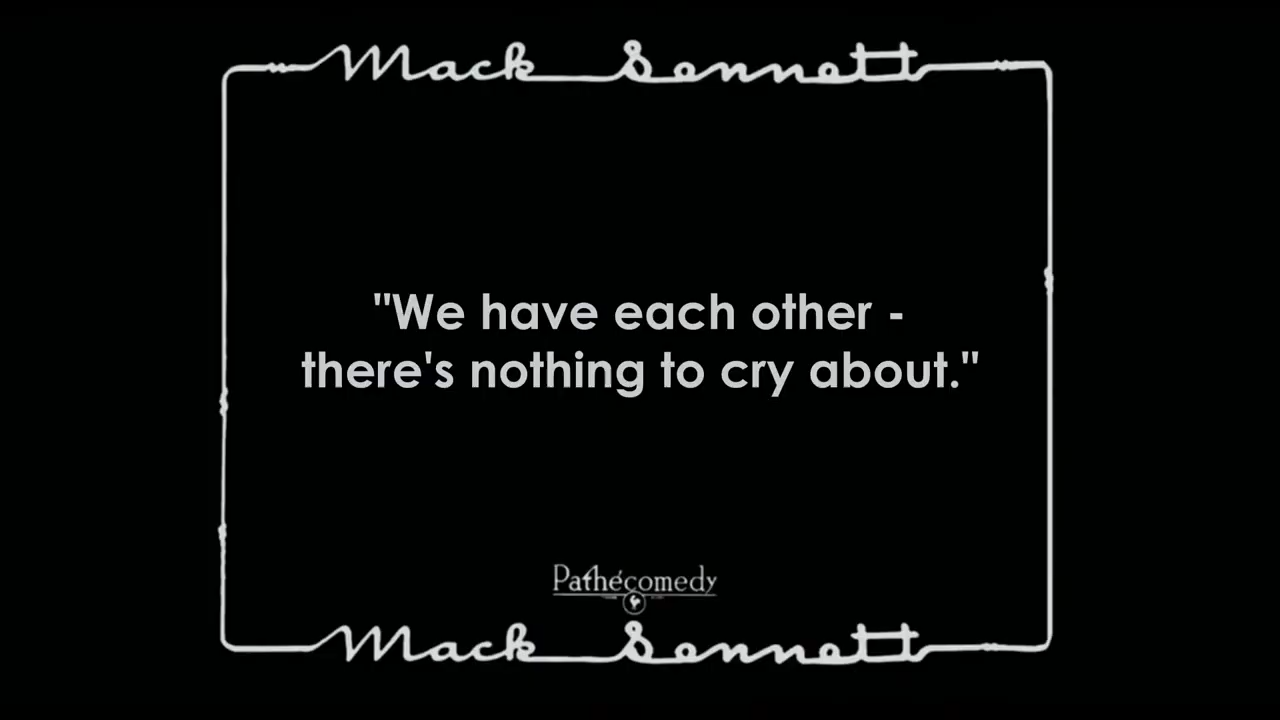 Mack Sennett
"We have each other -
there's nothing to cry about."
Pathécomedy
Mack Sennett